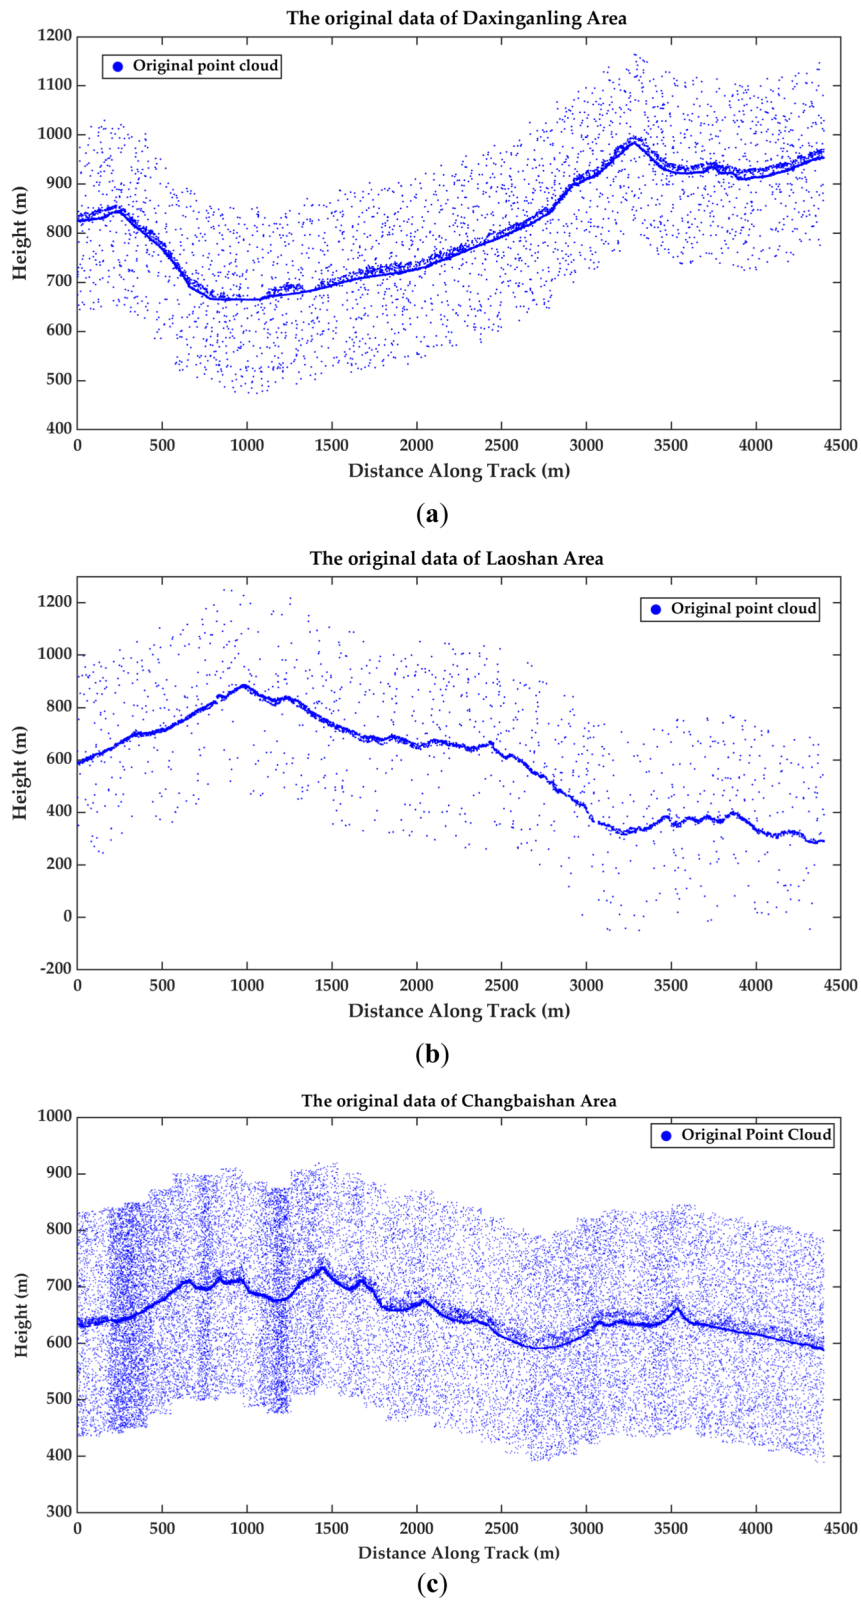 The original data of Daxinganling Area
1200
Original point cloud
1100
1000
900
800
700
600
500
400
Height (m)
0 500 1000 1500 2000 2500 3000 3500 4000 4500
Distance Along Track (m)
(a)
The original data of Laoshan Area
1200
Original point cloud
1000
800
600
400
200
0
-200
Height (m)
0 500 1000 1500 2000 2500 3000 3500 4000 4500
Distance Along Track (m)
(b)
The original data of Changbaishan Area
1000
Original Point Cloud
900
800
700
600
500
400
300
Height (m)
0 500 1000 1500 2000 2500 3000 3500 4000 4500
Distance Along Track (m)
(c)